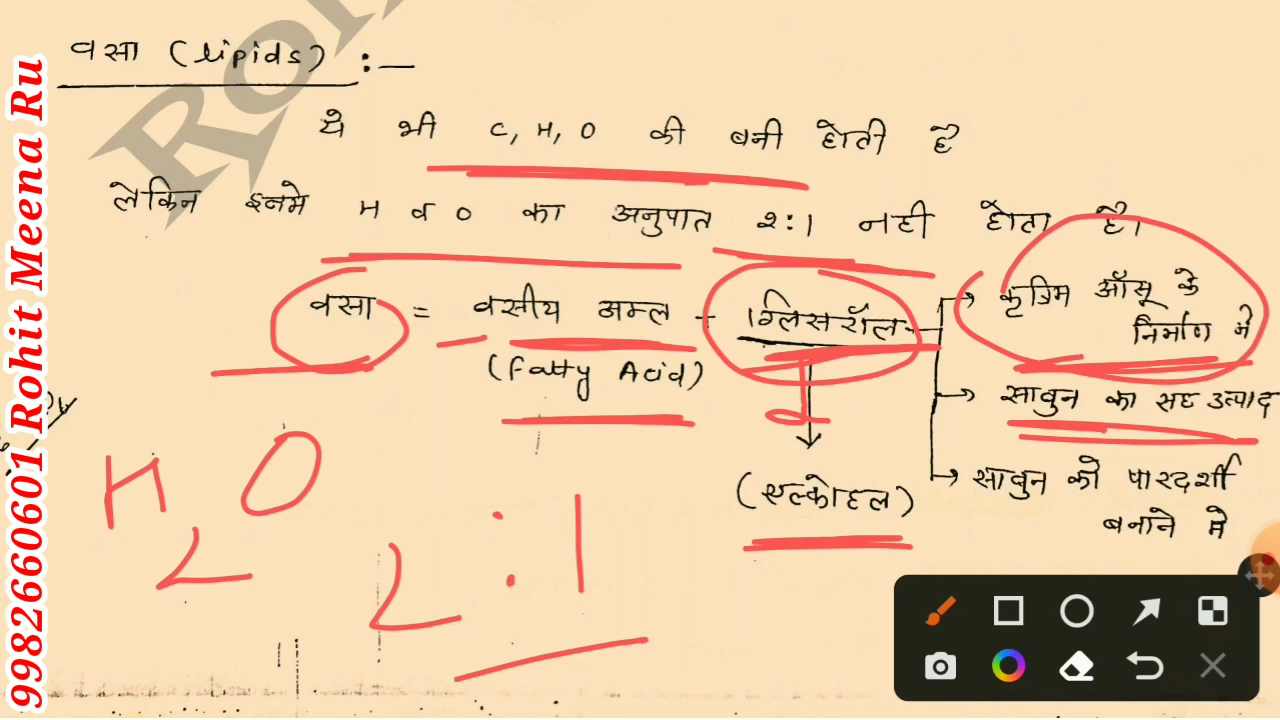 वसा (Lipids) :—
ये भी C, H, O की बनी होती है
लेकिन इनमे H व O का अनुपात २:1 नही होता है।
वसा = वसीय अम्ल + ग्लिसरॉल
(Fatty Acid)
(एल्कोहल)
कृत्रिम आँसू के
निर्माण मे
साबुन का सह उत्पाद
साबुन को पारदर्शी
बनाने मे
H2O
2:1
9982660601 Rohit Meena Ru